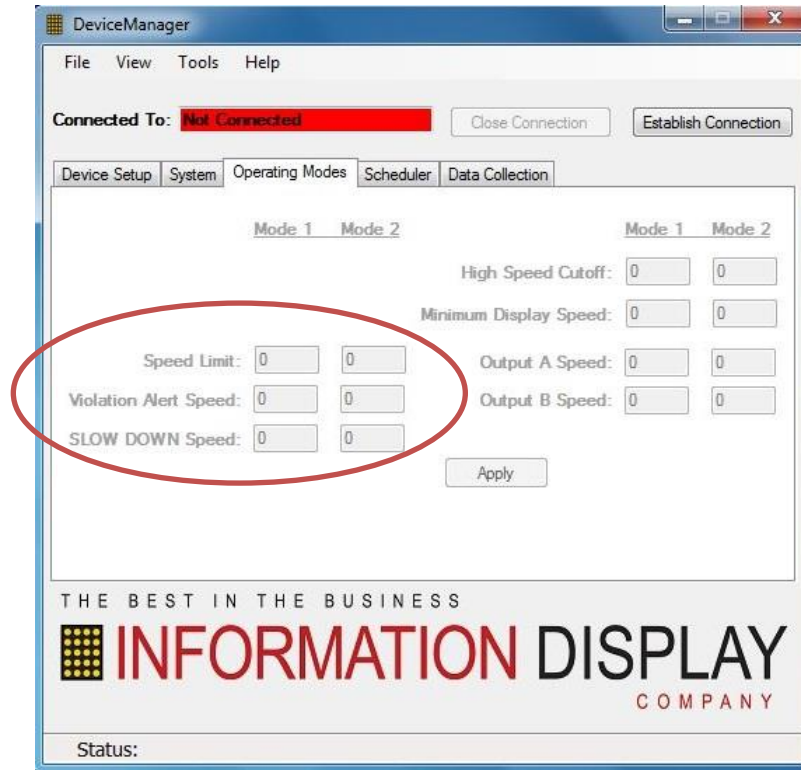 DeviceManager
File View Tools Help
Connected To: Not Connected Close Connection Establish Connection
Device Setup System Operating Modes Scheduler Data Collection
Mode 1 Mode 2 Mode 1 Mode 2
High Speed Cutoff: 0 0
Minimum Display Speed: 0 0
Speed Limit: 0 0 Output A Speed: 0 0
Violation Alert Speed: 0 0 Output B Speed: 0 0
SLOW DOWN Speed: 0 0
Apply
THE BEST IN THE BUSINESS
INFORMATION DISPLAY
COMPANY
Status: